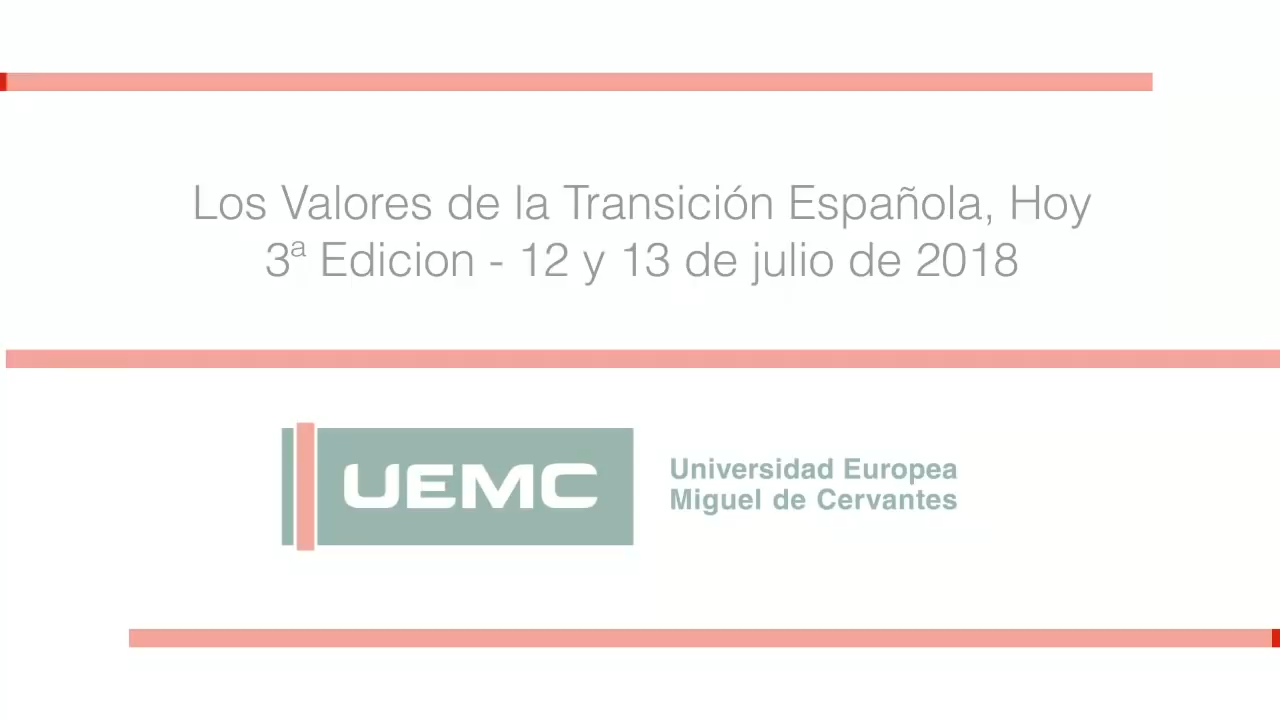 Los Valores de la Transición Española, Hoy
3ª Edicion - 12 y 13 de julio de 2018
UEMC
Universidad Europea
Miguel de Cervantes